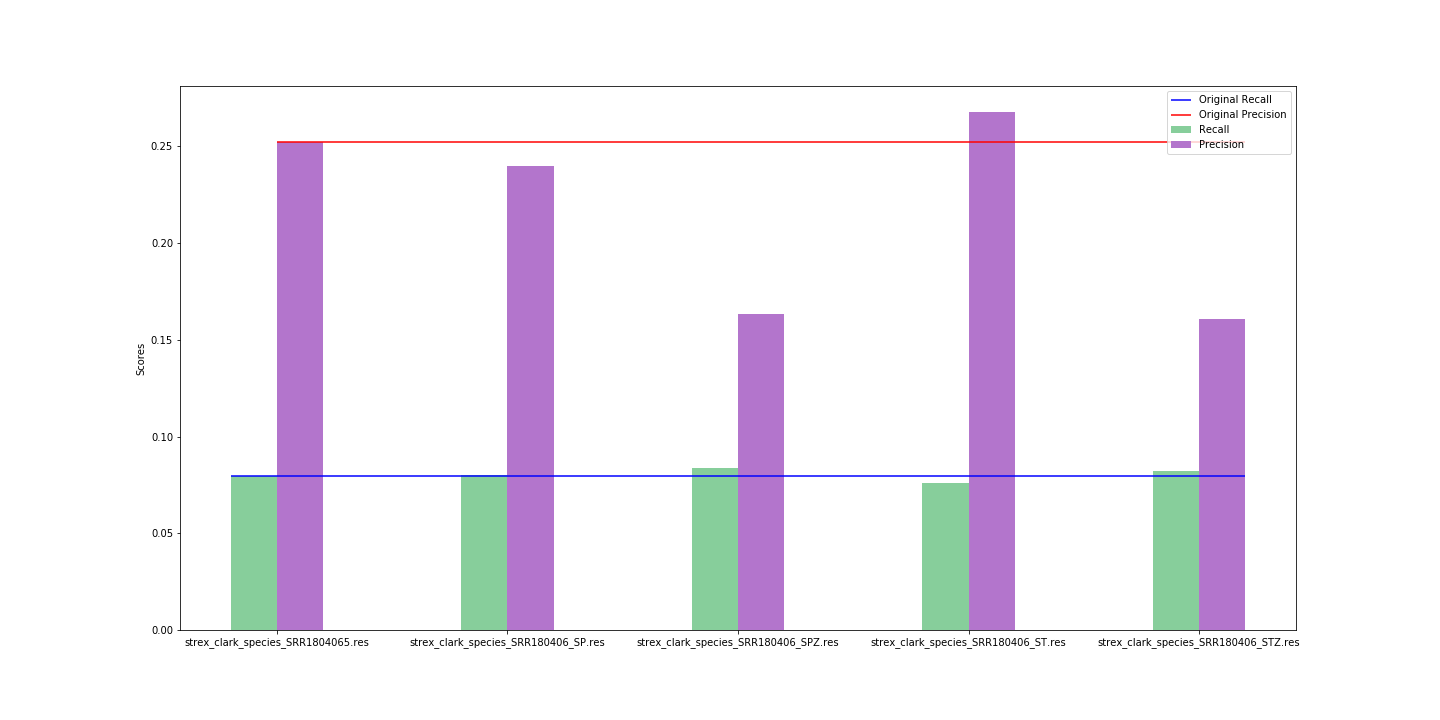 Original Recall
Original Precision
Recall
Precision
0.25
0.20
0.15
0.10
0.05
0.00
Scores
strex_clark_species_SRR1804065.res
strex_clark_species_SRR180406_SP.res
strex_clark_species_SRR180406_SPZ.res
strex_clark_species_SRR180406_ST.res
strex_clark_species_SRR180406_STZ.res